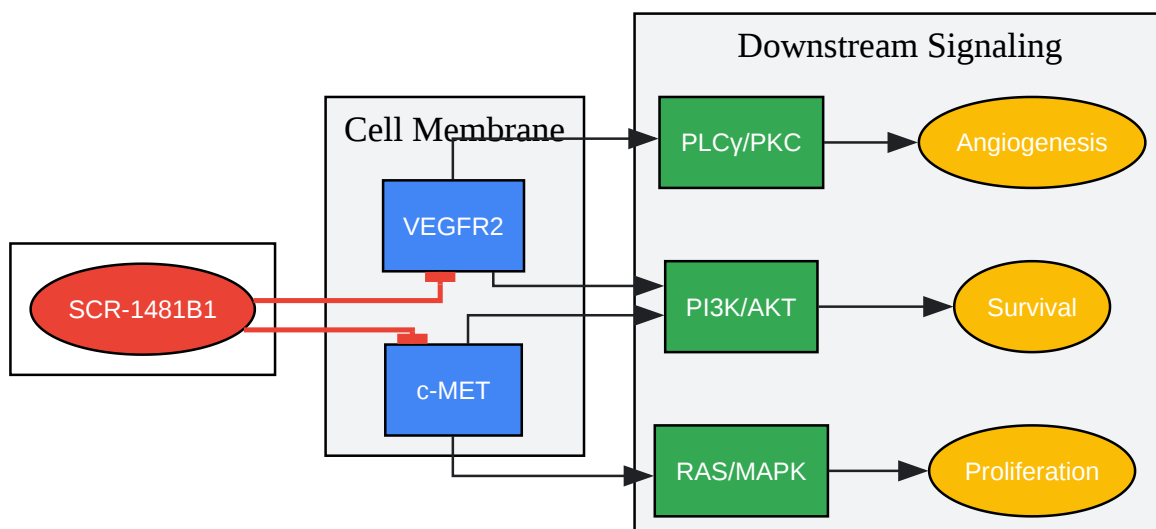 Downstream Signaling
Cell Membrane
PLCγ/PKC
Angiogenesis
VEGFR2
SCR-1481B1
PI3K/AKT
Survival
c-MET
RAS/MAPK
Proliferation